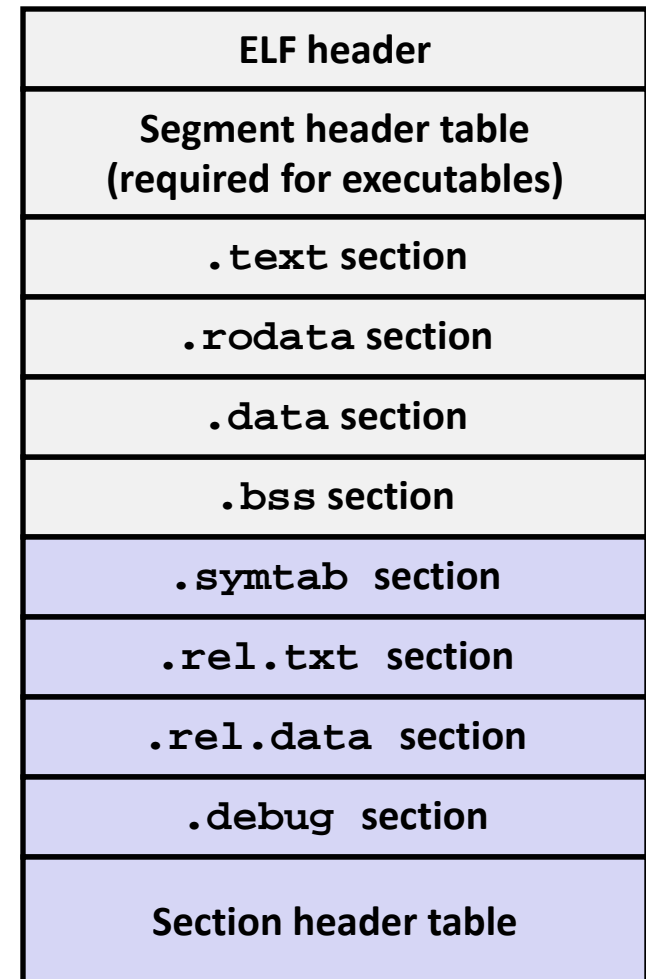 ELF header
Segment header table
(required for executables)
.text section
.rodata section
.data section
.bss section
.symtab section
.rel.txt section
.rel.data section
.debug section
Section header table